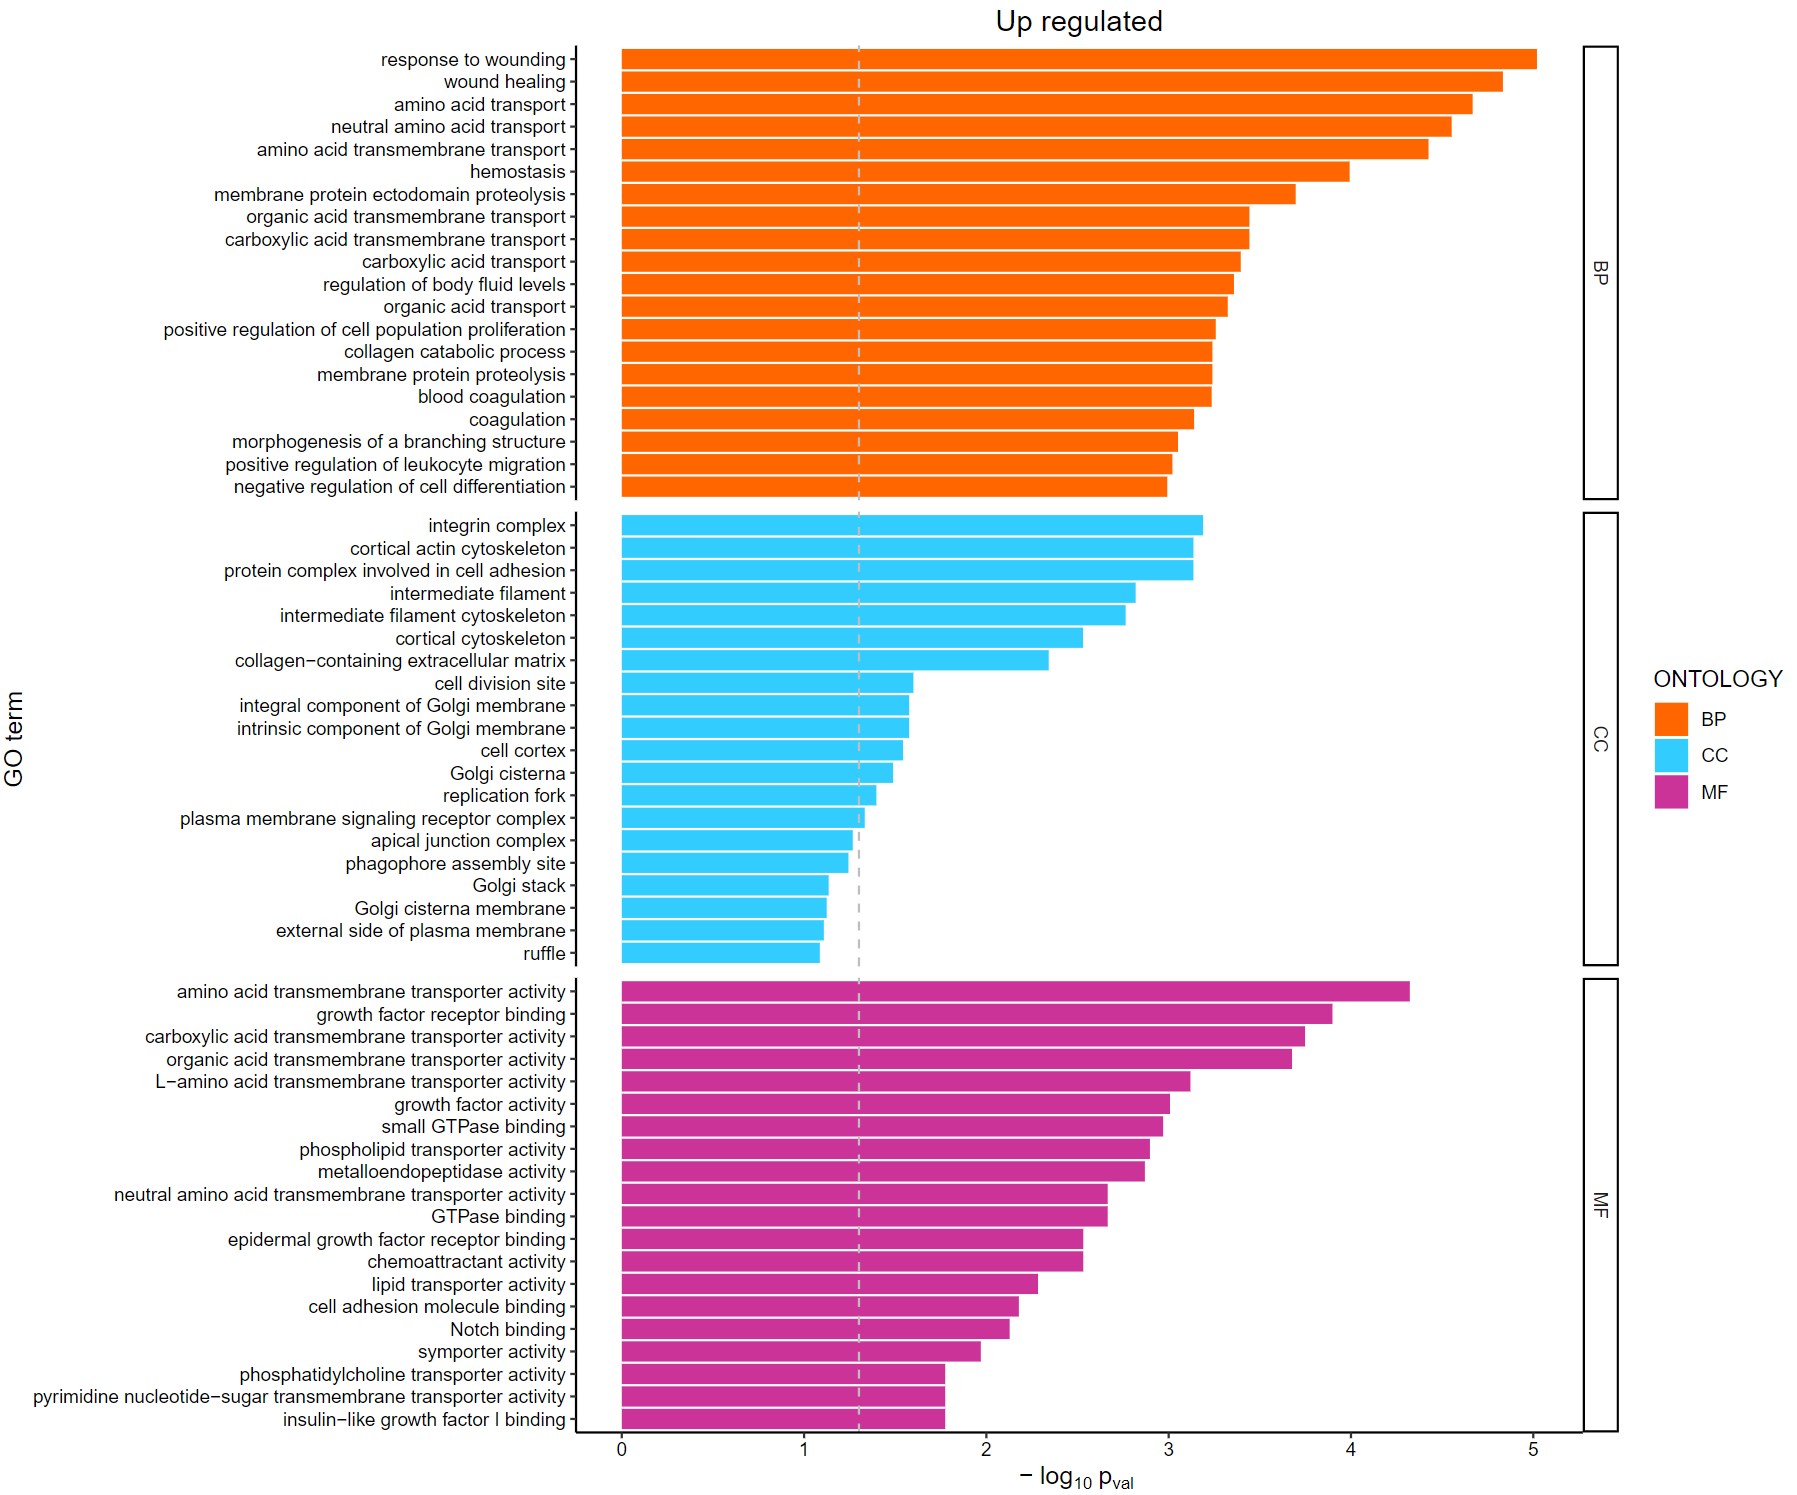 Up regulated
response to wounding
wound healing
amino acid transport
neutral amino acid transport
amino acid transmembrane transport
hemostasis
membrane protein ectodomain proteolysis
organic acid transmembrane transport
carboxylic acid transmembrane transport
carboxylic acid transport
regulation of body fluid levels
organic acid transport
positive regulation of cell population proliferation
collagen catabolic process
membrane protein proteolysis
blood coagulation
coagulation
morphogenesis of a branching structure
positive regulation of leukocyte migration
negative regulation of cell differentiation
BP
integrin complex
cortical actin cytoskeleton
protein complex involved in cell adhesion
intermediate filament
intermediate filament cytoskeleton
cortical cytoskeleton
collagen−containing extracellular matrix
cell division site
integral component of Golgi membrane
intrinsic component of Golgi membrane
cell cortex
Golgi cisterna
replication fork
plasma membrane signaling receptor complex
apical junction complex
phagophore assembly site
Golgi stack
Golgi cisterna membrane
external side of plasma membrane
ruffle
CC
amino acid transmembrane transporter activity
growth factor receptor binding
carboxylic acid transmembrane transporter activity
organic acid transmembrane transporter activity
L−amino acid transmembrane transporter activity
growth factor activity
small GTPase binding
phospholipid transporter activity
metalloendopeptidase activity
neutral amino acid transmembrane transporter activity
GTPase binding
epidermal growth factor receptor binding
chemoattractant activity
lipid transporter activity
cell adhesion molecule binding
Notch binding
symporter activity
phosphatidylcholine transporter activity
pyrimidine nucleotide−sugar transmembrane transporter activity
insulin−like growth factor I binding
MF
0 1 2 3 4 5
− log10 pval
GO term
ONTOLOGY
BP
CC
MF